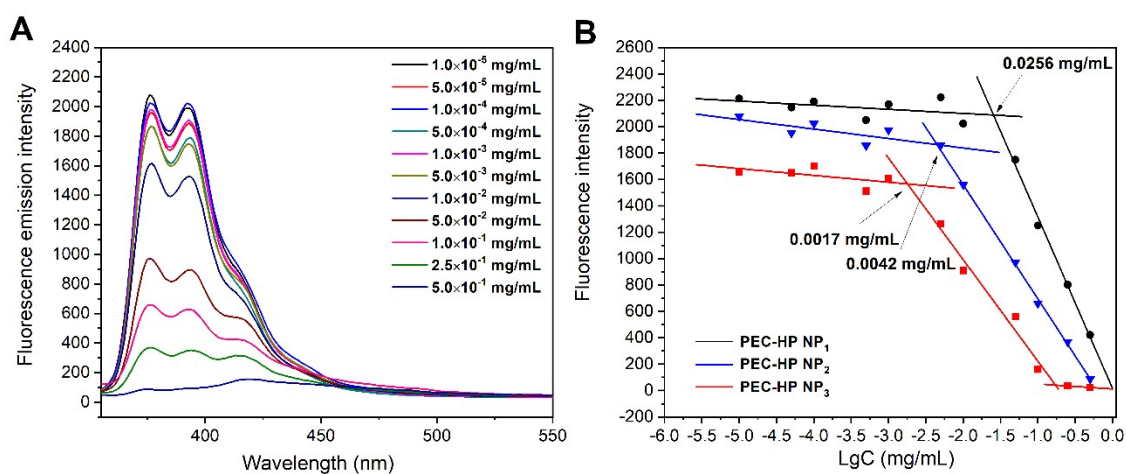 A
Fluorescence emission intensity
2400
2200
2000
1800
1600
1400
1200
1000
800
600
400
200
0
400
450
500
550
Wavelength (nm)
1.0×10⁻⁵ mg/mL
5.0×10⁻⁵ mg/mL
1.0×10⁻⁴ mg/mL
5.0×10⁻⁴ mg/mL
1.0×10⁻³ mg/mL
5.0×10⁻³ mg/mL
1.0×10⁻² mg/mL
5.0×10⁻² mg/mL
1.0×10⁻¹ mg/mL
2.5×10⁻¹ mg/mL
5.0×10⁻¹ mg/mL
B
Fluorescence intensity
2600
2400
2200
2000
1800
1600
1400
1200
1000
800
600
400
200
0
-200
-6.0 -5.5 -5.0 -4.5 -4.0 -3.5 -3.0 -2.5 -2.0 -1.5 -1.0 -0.5 0.0
LgC (mg/mL)
0.0256 mg/mL
0.0017 mg/mL
0.0042 mg/mL
PEC-HP NP₁
PEC-HP NP₂
PEC-HP NP₃